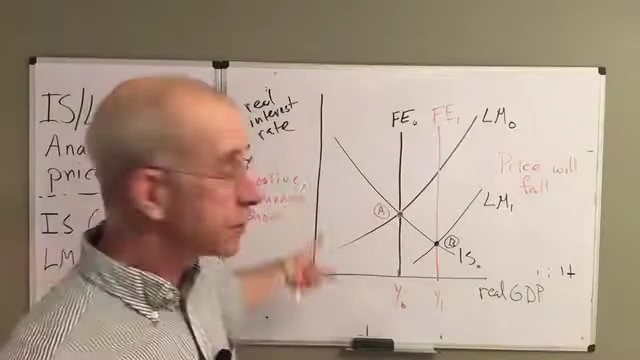 IS/L
Ana
price
IS
LM
real
interest
rate
FE₀
FE₁
LM₀
Price will
fall
A
LM₁
B
IS₀
Y₀
Y₁
real GDP